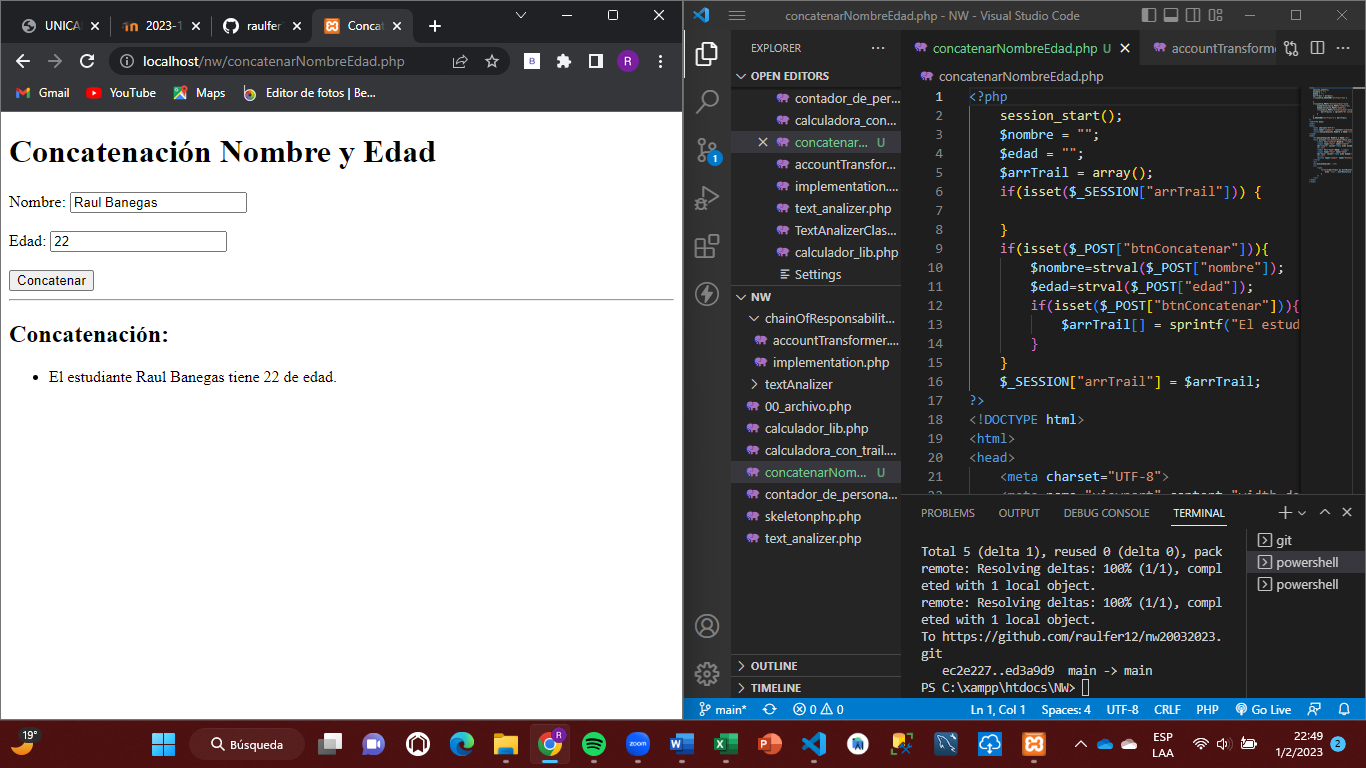 UNICA
2023-1
raulfer
Concat
localhost/nw/concatenarNombreEdad.php
R
Gmail
YouTube
Maps
Editor de fotos | Be...
Concatenación Nombre y Edad
Nombre: Raul Banegas
Edad: 22
Concatenar
Concatenación:
El estudiante Raul Banegas tiene 22 de edad.
concatenarNombreEdad.php - NW - Visual Studio Code
EXPLORER
OPEN EDITORS
contador_de_per...
calculadora_con...
concatenar... U
accountTransfor...
implementation....
text_analizer.php
TextAnalizerClas...
calculador_lib.php
Settings
NW
chainOfResponsabilit...
accountTransformer....
implementation.php
textAnalizer
00_archivo.php
calculador_lib.php
calculadora_con_trail....
concatenarNom... U
contador_de_persona...
skeletonphp.php
text_analizer.php
OUTLINE
TIMELINE
1
concatenarNombreEdad.php U
accountTransform
concatenarNombreEdad.php
1 <?php
2 session_start();
3 $nombre = "";
4 $edad = "";
5 $arrTrail = array();
6 if(isset($_SESSION["arrTrail"])) {
7
8 }
9 if(isset($_POST["btnConcatenar"])){
10 $nombre=strval($_POST["nombre"]);
11 $edad=strval($_POST["edad"]);
12 if(isset($_POST["btnConcatenar"])){
13 $arrTrail[] = sprintf("El estud
14 }
15 }
16 $_SESSION["arrTrail"] = $arrTrail;
17 ?>
18 <!DOCTYPE html>
19 <html>
20 <head>
21 <meta charset="UTF-8">
PROBLEMS OUTPUT DEBUG CONSOLE TERMINAL
Total 5 (delta 1), reused 0 (delta 0), pack
remote: Resolving deltas: 100% (1/1), compl
eted with 1 local object.
remote: Resolving deltas: 100% (1/1), compl
eted with 1 local object.
To https://github.com/raulfer12/nw20032023.
git
ec2e227..ed3a9d9 main -> main
PS C:\xampp\htdocs\NW>
git
powershell
powershell
main*
0 0
Ln 1, Col 1 Spaces: 4 UTF-8 CRLF PHP Go Live
19°
Búsqueda
R
zoom
ESP
LAA
22:49
1/2/2023
2